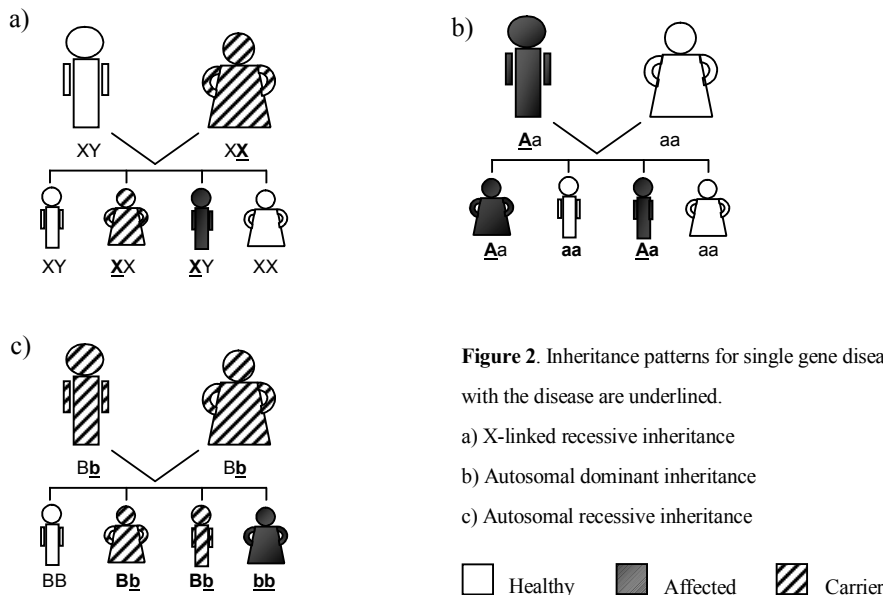 a)
XY XX
XY XX XY XX
b)
Aa aa
Aa aa Aa aa
c)
Bb Bb
BB Bb Bb bb
Figure 2. Inheritance patterns for single gene disea
with the disease are underlined.
a) X-linked recessive inheritance
b) Autosomal dominant inheritance
c) Autosomal recessive inheritance
Healthy Affected Carrier